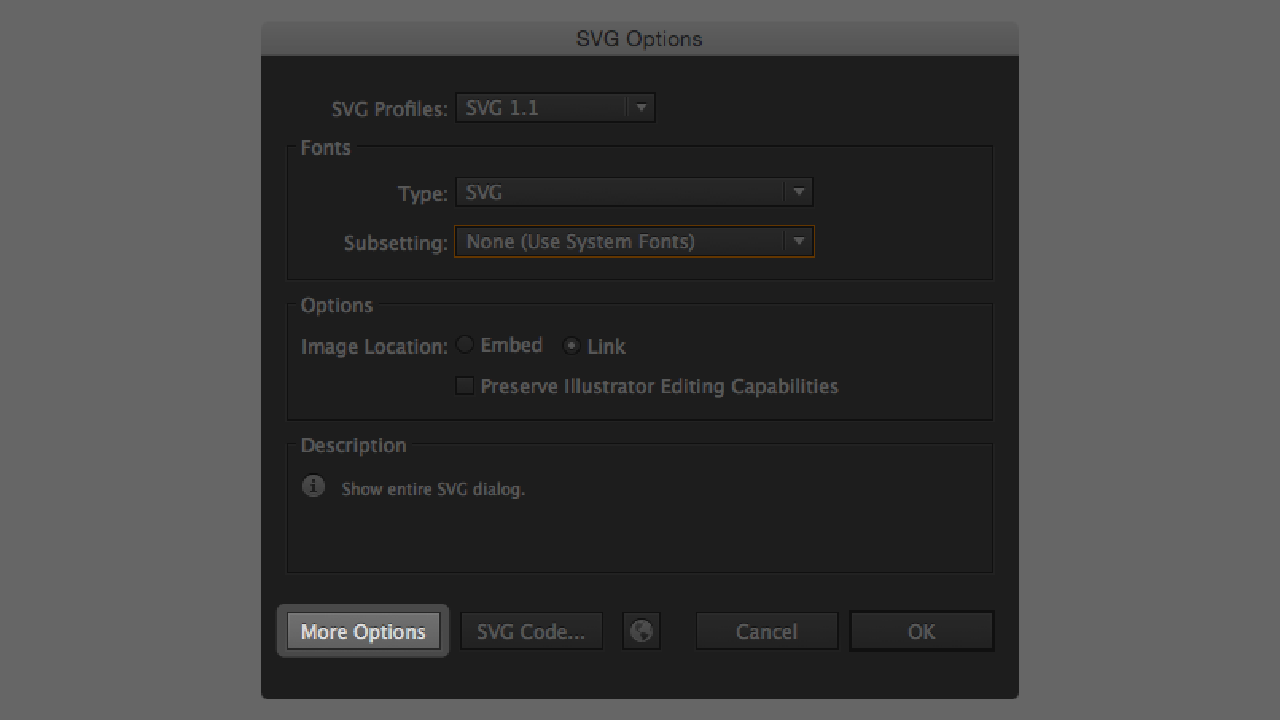 SVG Options
SVG Profiles: SVG 1.1
Fonts
Type: SVG
Subsetting: None (Use System Fonts)
Options
Image Location: Embed Link
Preserve Illustrator Editing Capabilities
Description
Show entire SVG dialog.
More Options SVG Code... Cancel OK